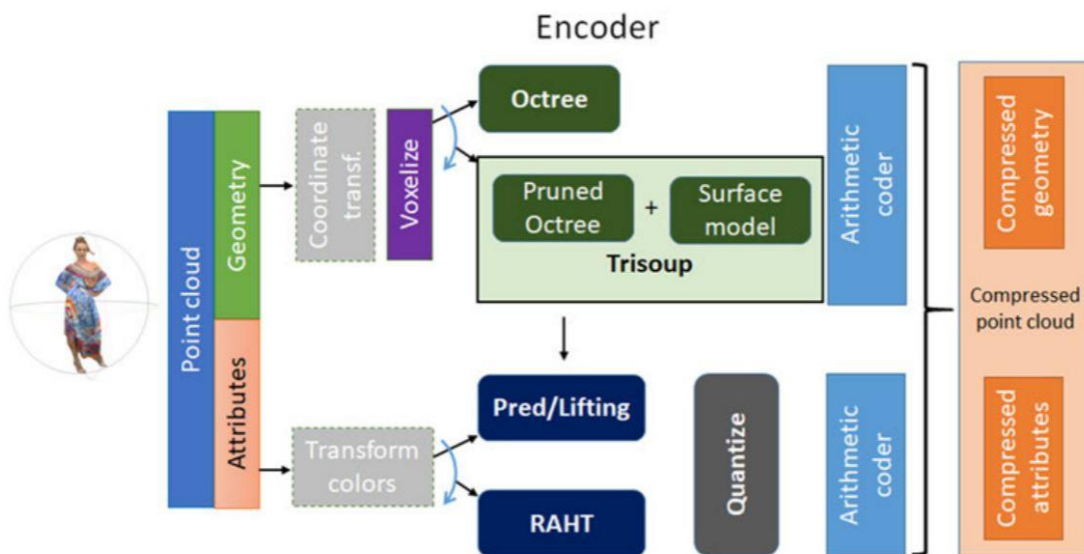 Encoder
Point cloud
Geometry
Attributes
Coordinate
transf.
Voxelize
Octree
Pruned
Octree
+
Surface
model
Trisoup
Arithmetic
coder
Transform
colors
Pred/Lifting
RAHT
Quantize
Arithmetic
coder
Compressed
geometry
Compressed
point cloud
Compressed
attributes